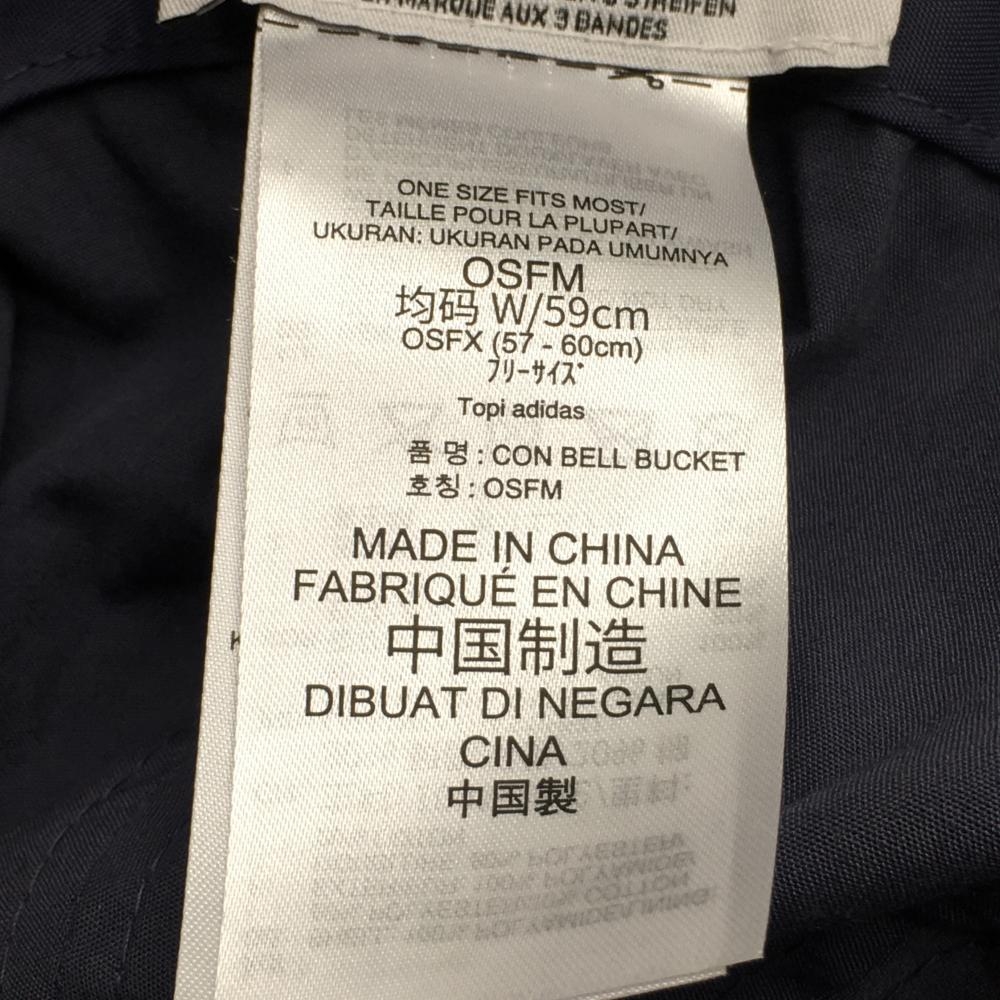 STREIFEN
MARQUE AUX 3 BANDES
ONE SIZE FITS MOST/
TAILLE POUR LA PLUPART/
UKURAN: UKURAN PADA UMUMNYA
OSFM
均码 W/59cm
OSFX (57 - 60cm)
ﾌﾘｰｻｲｽﾞ
Topi adidas
품 명 : CON BELL BUCKET
호칭 : OSFM
MADE IN CHINA
FABRIQUÉ EN CHINE
中国制造
DIBUAT DI NEGARA
CINA
中国製